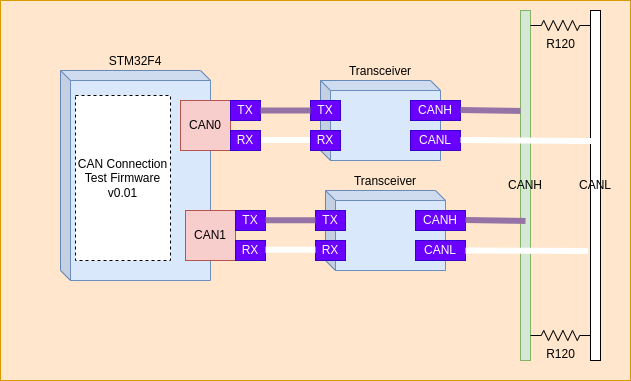 STM32F4
Transceiver
R120
CAN0
TX
TX
CANH
RX
RX
CANL
CAN Connection
Test Firmware
v0.01
Transceiver
CANH
CANL
CAN1
TX
TX
CANH
RX
RX
CANL
R120